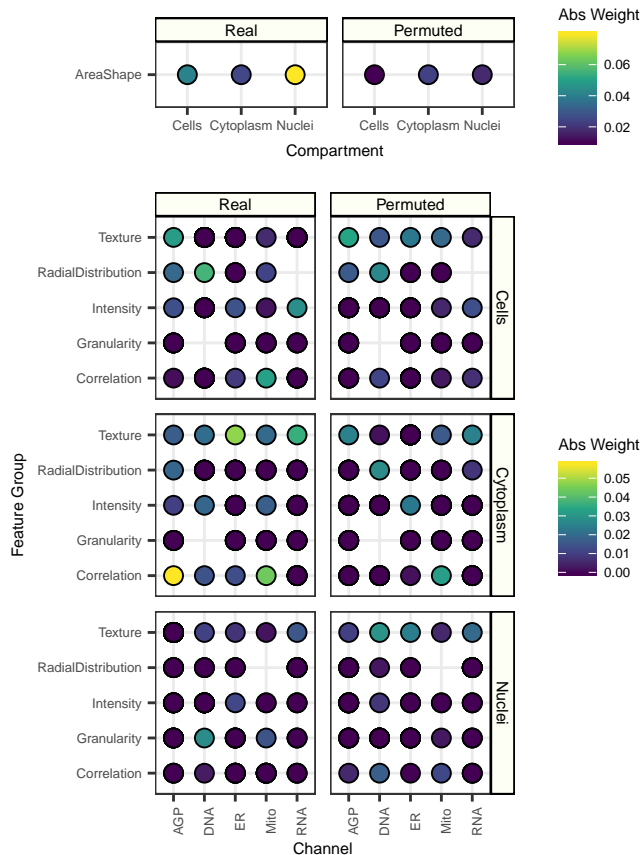 Real Permuted
AreaShape
Cells Cytoplasm Nuclei Cells Cytoplasm Nuclei
Compartment
Abs Weight
0.06
0.04
0.02
Real Permuted
Texture
RadialDistribution
Intensity
Granularity
Correlation
Cells
Texture
RadialDistribution
Intensity
Granularity
Correlation
Cytoplasm
Texture
RadialDistribution
Intensity
Granularity
Correlation
Nuclei
Feature Group
AGP DNA ER Mito RNA AGP DNA ER Mito RNA
Channel
Abs Weight
0.05
0.04
0.03
0.02
0.01
0.00